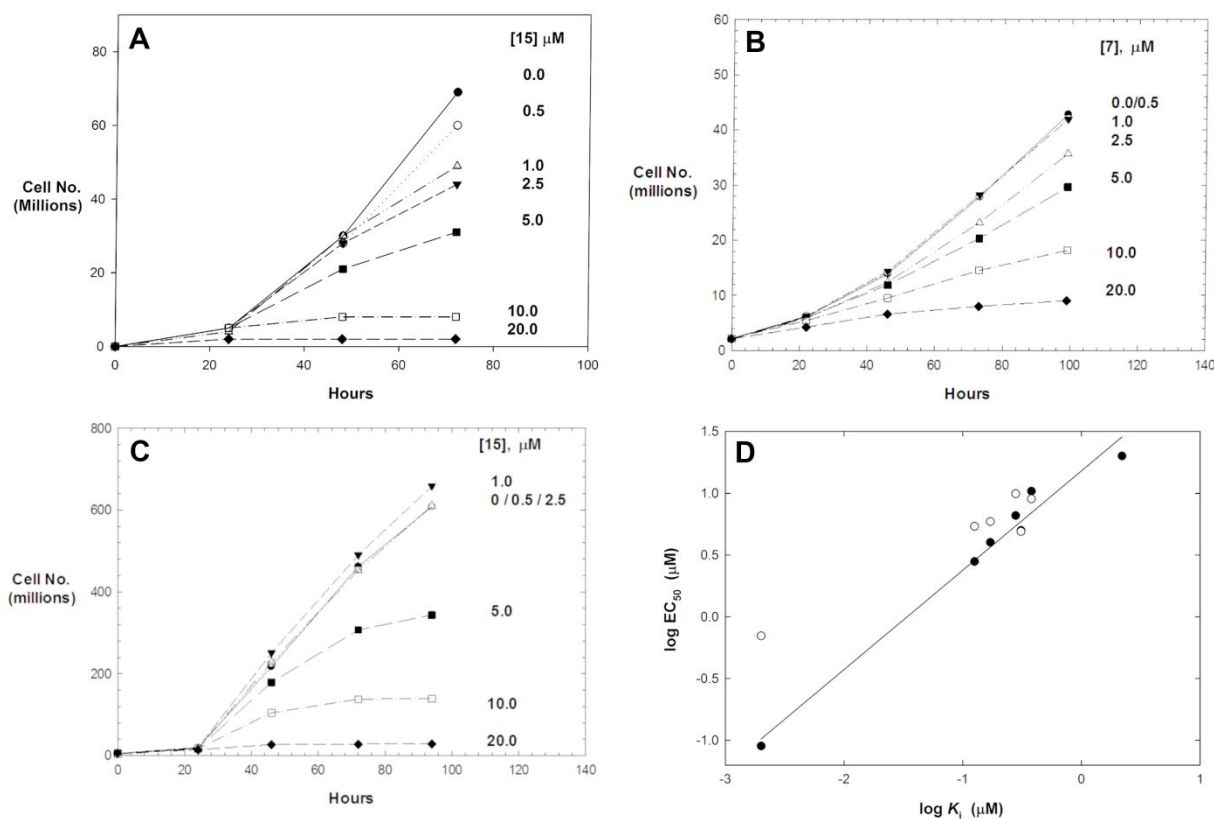 A
[15] μM
0.0
0.5
1.0
2.5
5.0
10.0
20.0
80
60
40
20
0
Cell No.
(Millions)
0 20 40 60 80 100
Hours
B
[7], μM
0.0/0.5
1.0
2.5
5.0
10.0
20.0
60
50
40
30
20
10
0
Cell No.
(millions)
0 20 40 60 80 100 120 140
Hours
C
[15], μM
1.0
0 / 0.5 / 2.5
5.0
10.0
20.0
800
600
400
200
0
Cell No.
(millions)
0 20 40 60 80 100 120 140
Hours
D
1.5
1.0
0.5
0.0
-0.5
-1.0
log EC50 (μM)
-3 -2 -1 0 1
log Ki (μM)